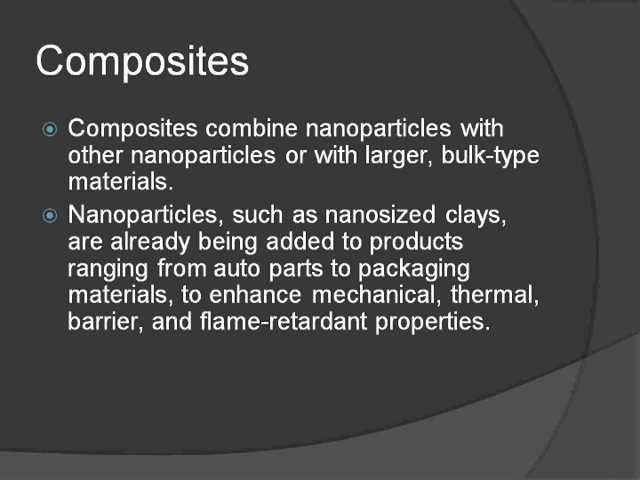 Composites
Composites combine nanoparticles with
other nanoparticles or with larger, bulk-type
materials.
Nanoparticles, such as nanosized clays,
are already being added to products
ranging from auto parts to packaging
materials, to enhance mechanical, thermal,
barrier, and flame-retardant properties.